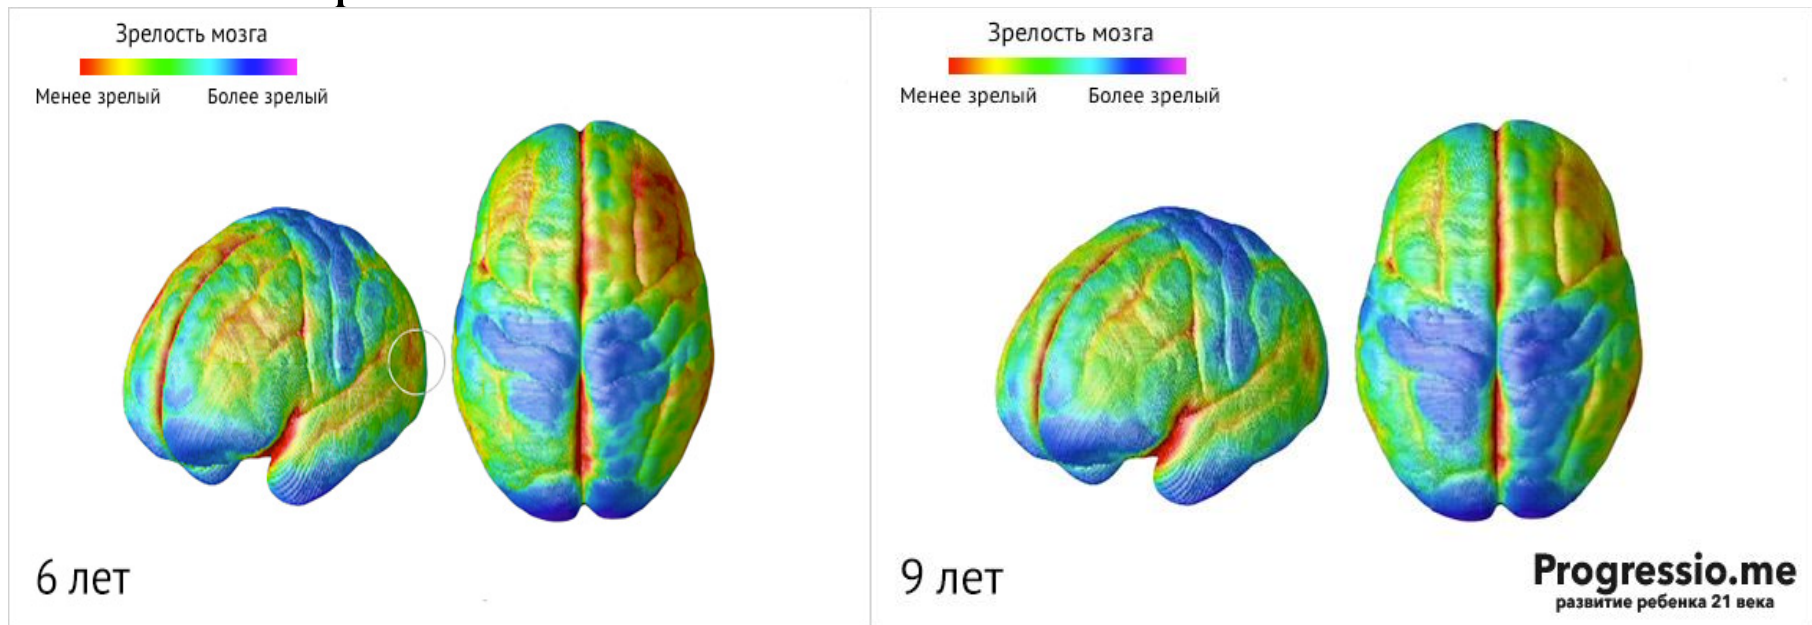 Зрелость мозга
Менее зрелый Более зрелый
6 лет
Зрелость мозга
Менее зрелый Более зрелый
9 лет
Progressio.me
развитие ребенка 21 века